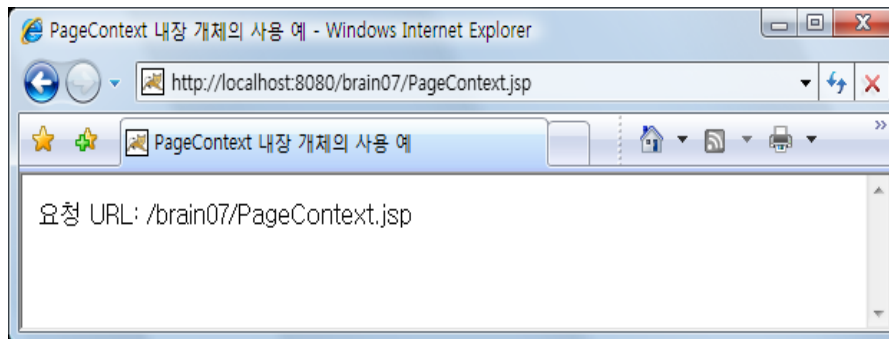 PageContext 내장 개체의 사용 예 - Windows Internet Explorer
http://localhost:8080/brain07/PageContext.jsp
PageContext 내장 개체의 사용 예
요청 URL: /brain07/PageContext.jsp